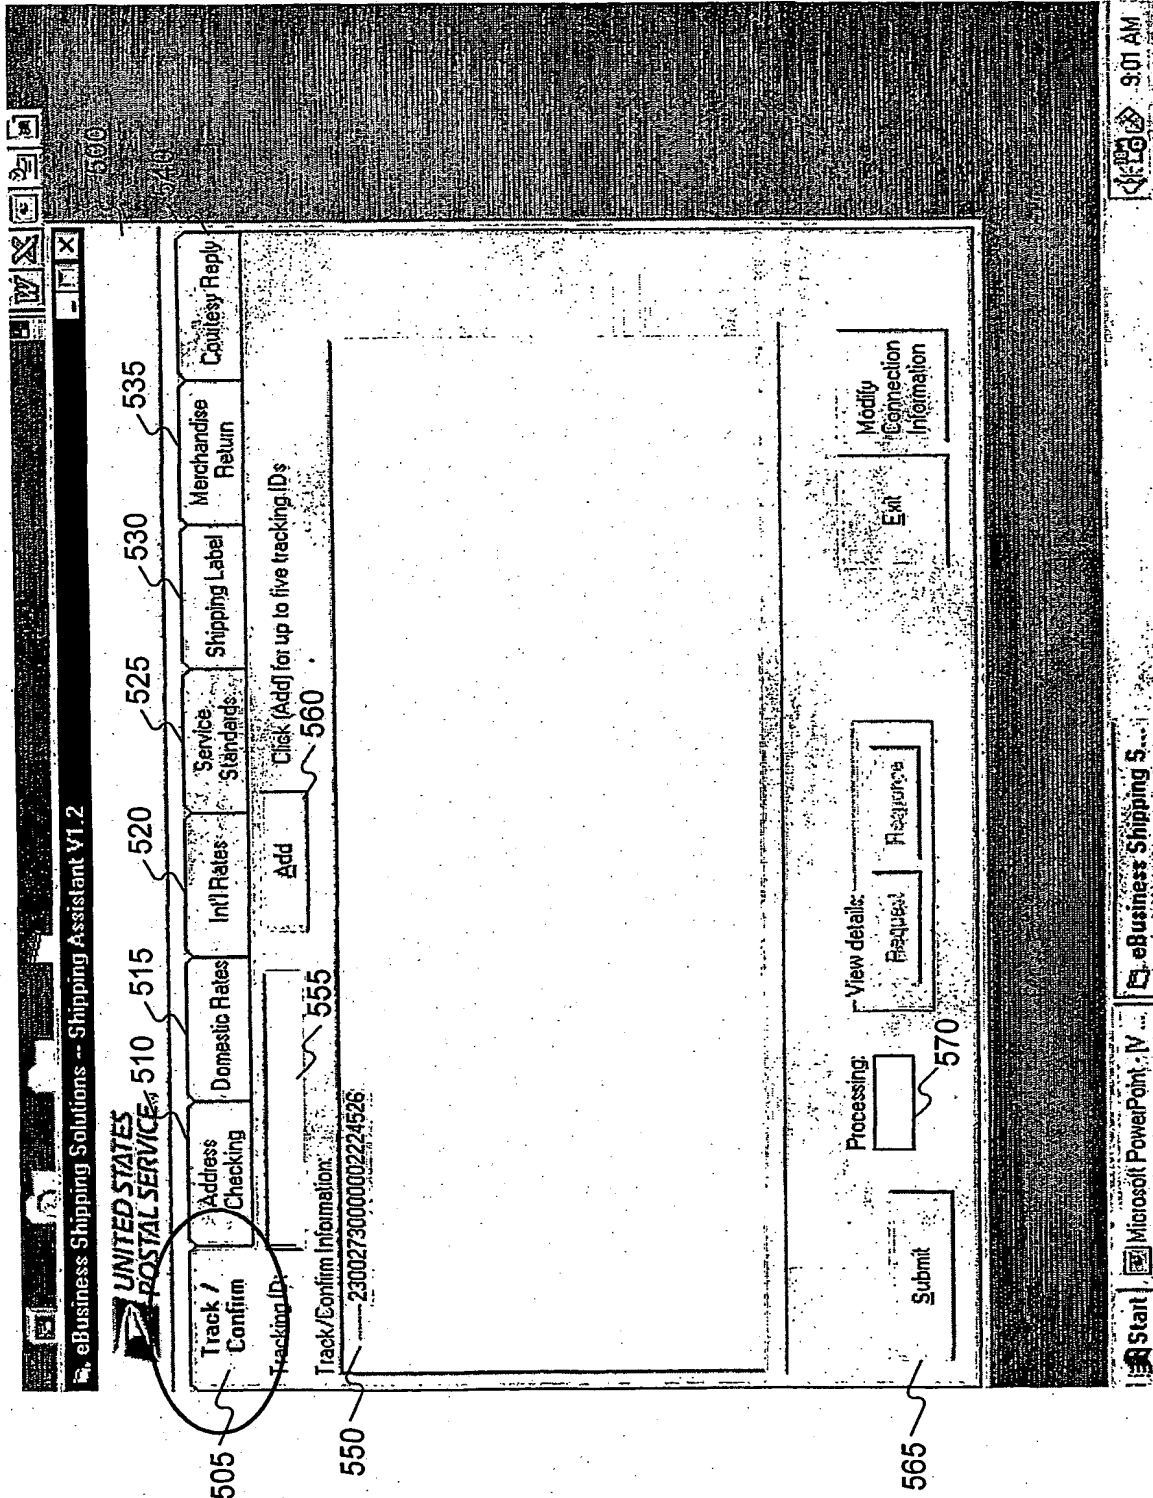 eBusiness Shipping Solutions -- Shipping Assistant V1.2
500
UNITED STATES
POSTAL SERVICE
510
515
520
525
530
535
540
505
Track /
Confirm
Address
Checking
Domestic Rates
Int'l Rates
Service
Standards
Shipping Label
Merchandise
Return
Courtesy Reply
Tracking ID:
555
Add
560
Click [Add] for up to five tracking IDs
Track/Confirm Information:
550
23002730000002224526
Processing:
570
View details:
Request
Submit
565
Exit
Modify
Connection
Information
Start
Microsoft PowerPoint - [V ...
eBusiness Shipping S...
9:01 AM